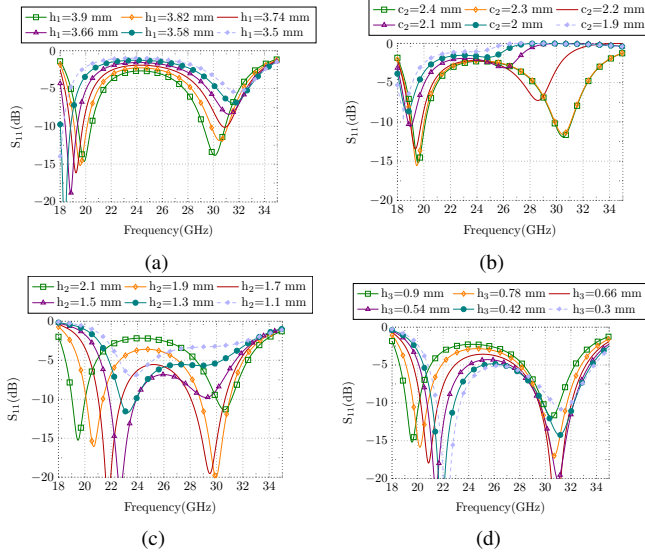 h₁=3.9 mm h₁=3.82 mm h₁=3.74 mm
h₁=3.66 mm h₁=3.58 mm h₁=3.5 mm
0
−5
−10
−15
−20
S₁₁(dB)
18 20 22 24 26 28 30 32 34
Frequency(GHz)
(a)
c₂=2.4 mm c₂=2.3 mm c₂=2.2 mm
c₂=2.1 mm c₂=2 mm c₂=1.9 mm
0
−5
−10
−15
−20
S₁₁(dB)
18 20 22 24 26 28 30 32 34
Frequency(GHz)
(b)
h₂=2.1 mm h₂=1.9 mm h₂=1.7 mm
h₂=1.5 mm h₂=1.3 mm h₂=1.1 mm
0
−5
−10
−15
−20
S₁₁(dB)
18 20 22 24 26 28 30 32 34
Frequency(GHz)
(c)
h₃=0.9 mm h₃=0.78 mm h₃=0.66 mm
h₃=0.54 mm h₃=0.42 mm h₃=0.3 mm
0
−5
−10
−15
−20
S₁₁(dB)
18 20 22 24 26 28 30 32 34
Frequency(GHz)
(d)